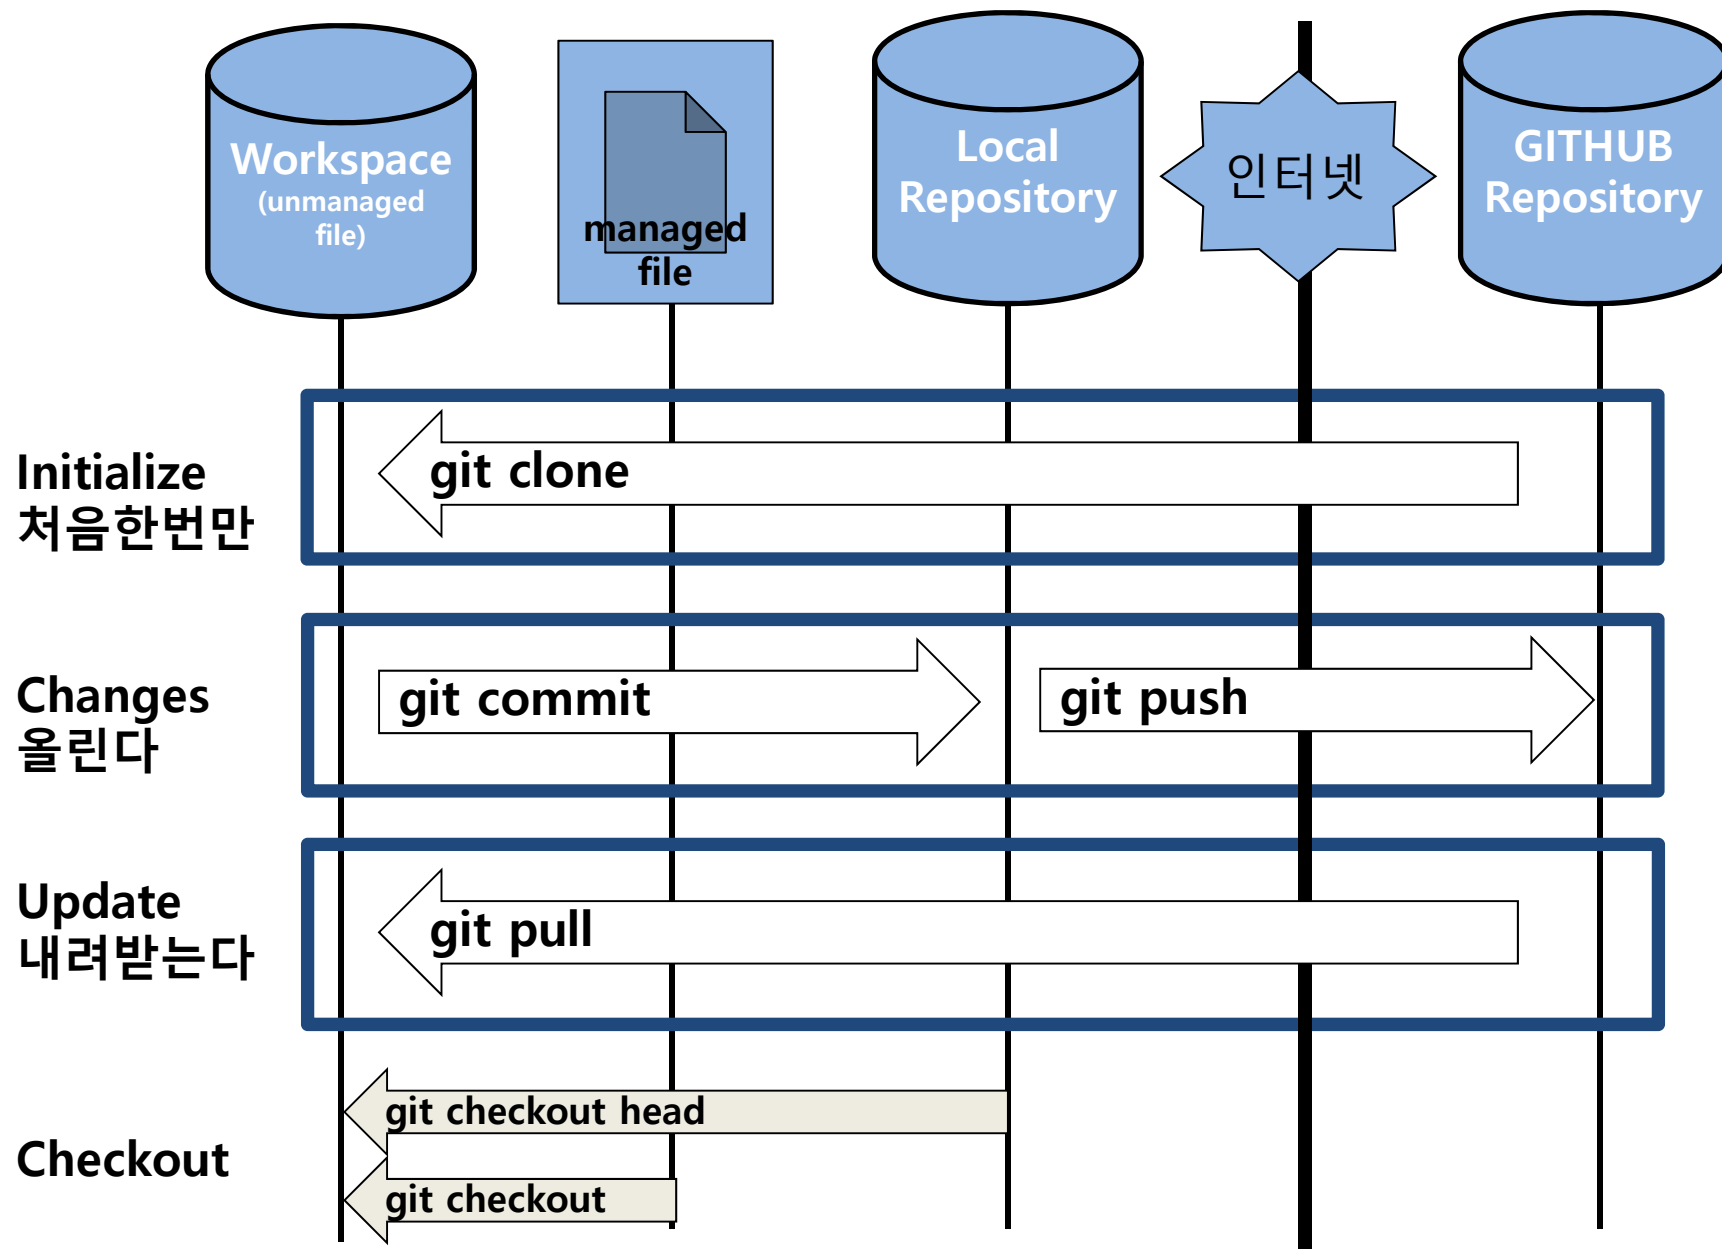 Workspace
(unmanaged
file)
managed
file
Local
Repository
인터넷
GITHUB
Repository
Initialize
처음한번만
git clone
Changes
올린다
git commit
git push
Update
내려받는다
git pull
Checkout
git checkout head
git checkout